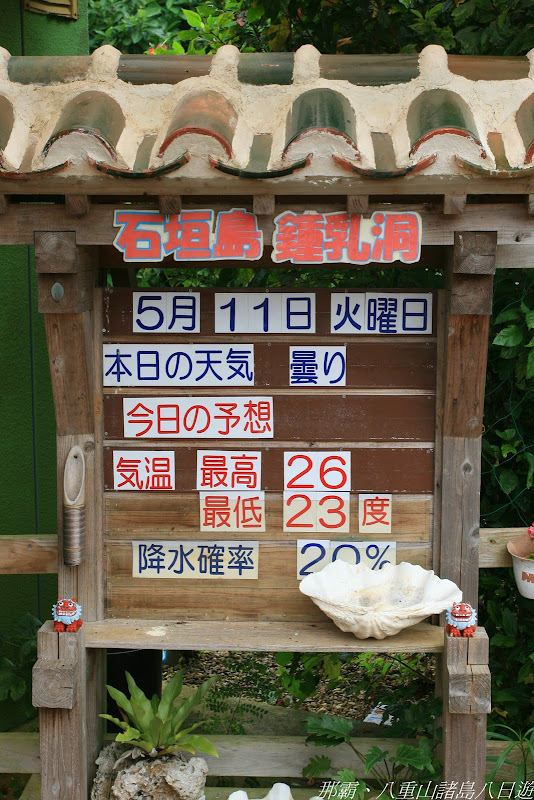 石垣島 鍾乳洞
5月 11日 火曜日
本日の天気 曇り
今日の予想
気温 最高 26
最低 23 度
降水確率 20%
那霸、八重山諸島八日遊